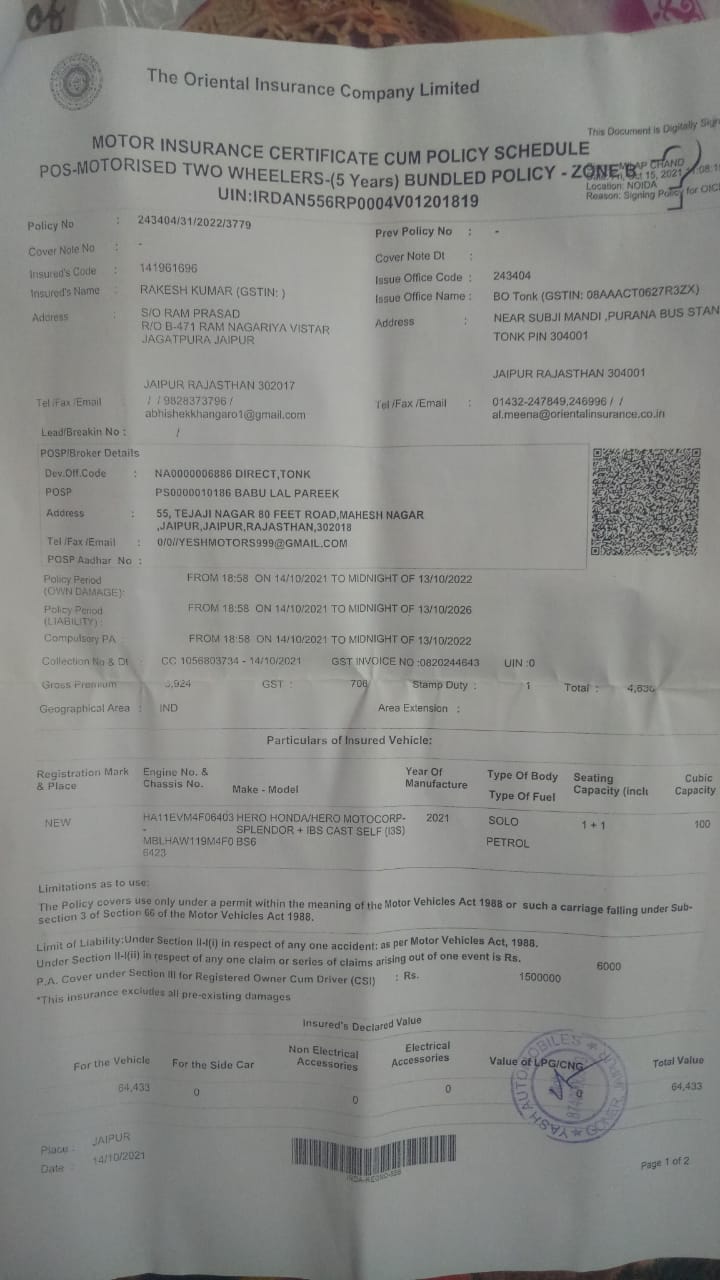 The Oriental Insurance Company Limited
This Document is Digitally Sign
MOTOR INSURANCE CERTIFICATE CUM POLICY SCHEDULE
POS-MOTORISED TWO WHEELERS-(5 Years) BUNDLED POLICY - ZONE B
UIN:IRDAN556RP0004V01201819
CHAND
Oct 15, 2021
Location: NOIDA
Reason: Signing Policy for OIC
Policy No : 243404/31/2022/3779 Prev Policy No : -
Cover Note No : - Cover Note Dt :
Insured's Code : 141961696 Issue Office Code : 243404
Insured's Name : RAKESH KUMAR (GSTIN: ) Issue Office Name : BO Tonk (GSTIN: 08AAACT0627R3ZX)
Address : S/O RAM PRASAD Address : NEAR SUBJI MANDI ,PURANA BUS STAN
R/O B-471 RAM NAGARIYA VISTAR TONK PIN 304001
JAGATPURA JAIPUR
JAIPUR RAJASTHAN 302017 JAIPUR RAJASTHAN 304001
Tel /Fax /Email : / / 9828373796 / Tel /Fax /Email : 01432-247849,246996 / /
abhishekkhangaro1@gmail.com al.meena@orientalinsurance.co.in
Lead/Breakin No : /
POSP/Broker Details
Dev.Off.Code : NA0000006886 DIRECT,TONK
POSP : PS0000010186 BABU LAL PAREEK
Address : 55, TEJAJI NAGAR 80 FEET ROAD,MAHESH NAGAR
,JAIPUR,JAIPUR,RAJASTHAN,302018
Tel /Fax /Email : 0/0//YESHMOTORS999@GMAIL.COM
POSP Aadhar No :
Policy Period FROM 18:58 ON 14/10/2021 TO MIDNIGHT OF 13/10/2022
(OWN DAMAGE):
Policy Period FROM 18:58 ON 14/10/2021 TO MIDNIGHT OF 13/10/2026
(LIABILITY) :
Compulsory PA : FROM 18:58 ON 14/10/2021 TO MIDNIGHT OF 13/10/2022
Collection No & Dt : CC 1056803734 - 14/10/2021 GST INVOICE NO :0820244643 UIN :0
Gross Premium : 3,924 GST : 706 Stamp Duty : 1 Total :
Geographical Area : IND Area Extension :
Particulars of Insured Vehicle:
Registration Mark Engine No. & Make - Model Year Of Type Of Body Seating Cubic
& Place Chassis No. Manufacture Type Of Fuel Capacity (inclu Capacity
NEW HA11EVM4F06403 HERO HONDA/HERO MOTOCORP- 2021 SOLO 1 + 1 100
- SPLENDOR + IBS CAST SELF (I3S)
MBLHAW119M4F0 BS6 PETROL
6423
Limitations as to use:
The Policy covers use only under a permit within the meaning of the Motor Vehicles Act 1988 or such a carriage falling under Sub-
section 3 of Section 66 of the Motor Vehicles Act 1988.
Limit of Liability:Under Section II-I(i) in respect of any one accident: as per Motor Vehicles Act, 1988.
Under Section II-I(ii) in respect of any one claim or series of claims arising out of one event is Rs. 6000
P.A. Cover under Section III for Registered Owner Cum Driver (CSI) : Rs. 1500000
*This insurance excludes all pre-existing damages
Insured's Declared Value
For the Vehicle For the Side Car Non Electrical Electrical Value of LPG/CNG Total Value
Accessories Accessories
64,433 0 0 0 0 64,433
YASH AUTOMOBILES
Place : JAIPUR
Date : 14/10/2021
Page 1 of 2